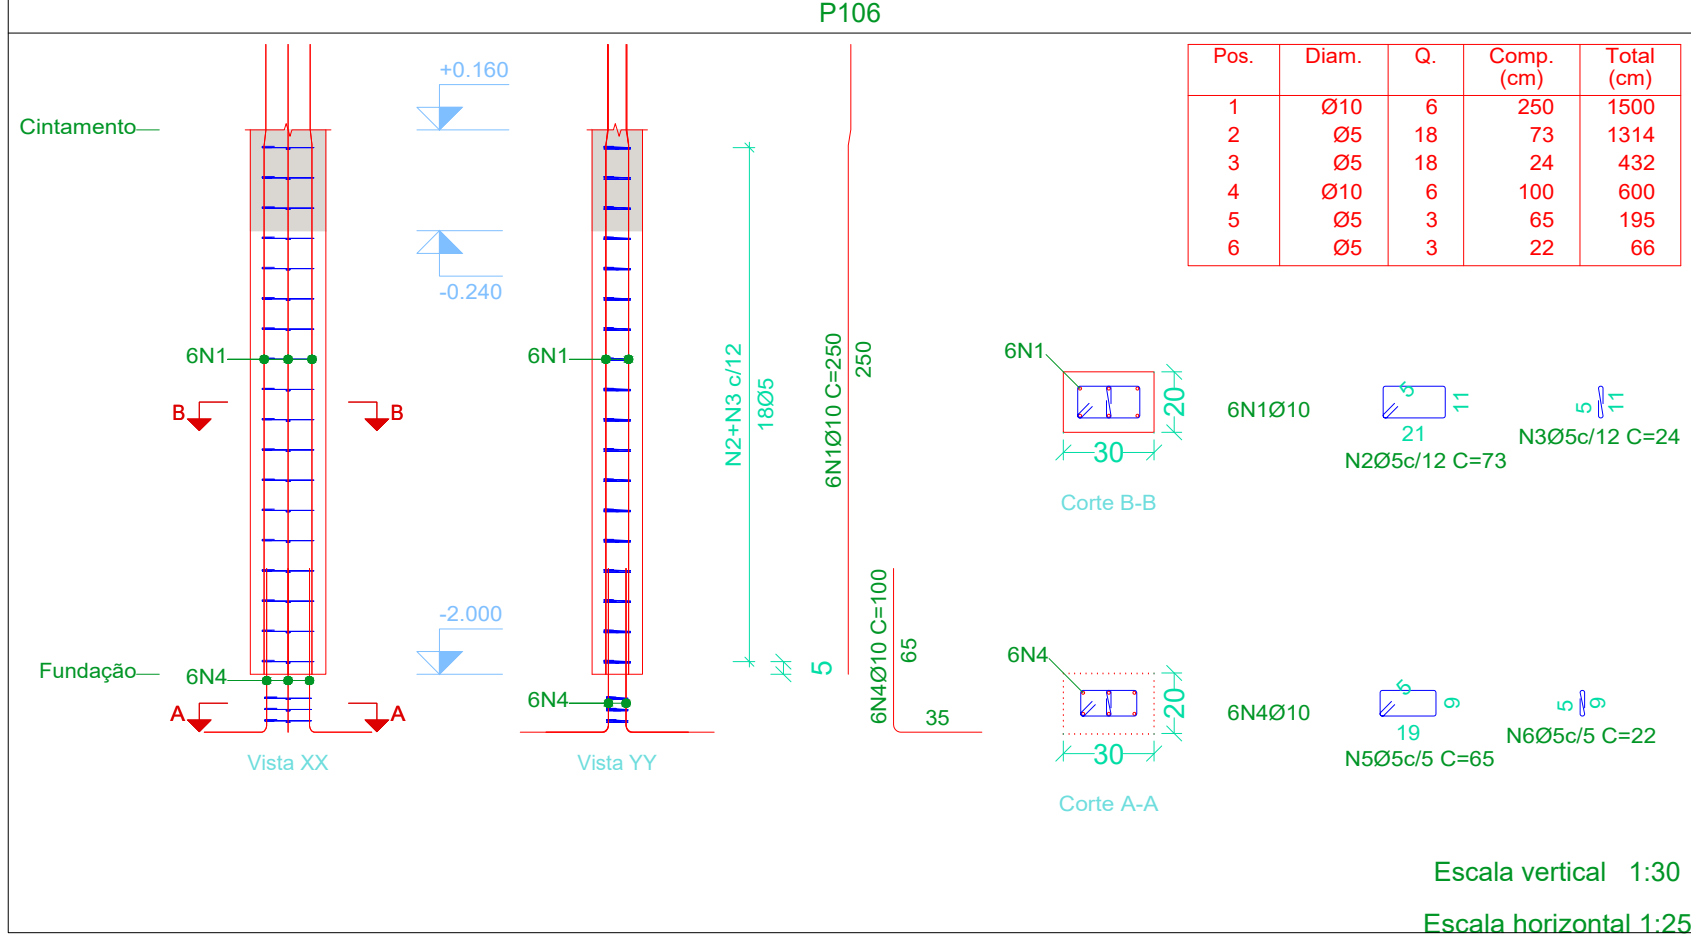 P106
Cintamento
Fundação
+0.160
-0.240
-2.000
6N1
B
B
6N4
A
A
Vista XX
6N1
6N4
Vista YY
N2+N3 c/12
18Ø5
5
6N1Ø10 C=250
250
6N4Ø10 C=100
65
35
Pos. Diam. Q. Comp. (cm) Total (cm)
1 Ø10 6 250 1500
2 Ø5 18 73 1314
3 Ø5 18 24 432
4 Ø10 6 100 600
5 Ø5 3 65 195
6 Ø5 3 22 66
6N1
20
30
Corte B-B
6N1Ø10
5
11
21
N2Ø5c/12 C=73
5
11
N3Ø5c/12 C=24
6N4
20
30
Corte A-A
6N4Ø10
5
9
19
N5Ø5c/5 C=65
5
9
N6Ø5c/5 C=22
Escala vertical 1:30
Escala horizontal 1:25